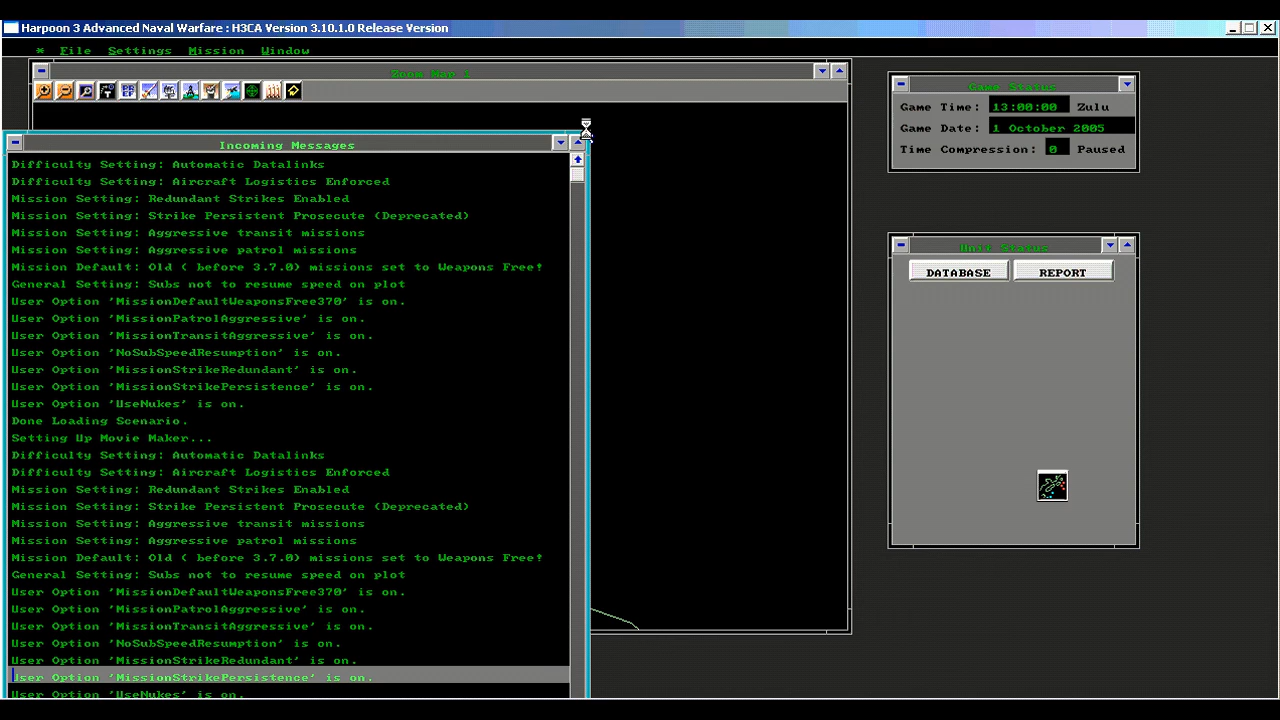 Harpoon 3 Advanced Naval Warfare : H3CA Version 3.10.1.0 Release Version
* File Settings Mission Window
Zoom Map 1
Incoming Messages
Difficulty Setting: Automatic Datalinks
Difficulty Setting: Aircraft Logistics Enforced
Mission Setting: Redundant Strikes Enabled
Mission Setting: Strike Persistent Prosecute (Deprecated)
Mission Setting: Aggressive transit missions
Mission Setting: Aggressive patrol missions
Mission Default: Old ( before 3.7.0) missions set to Weapons Free!
General Setting: Subs not to resume speed on plot
User Option 'MissionDefaultWeaponsFree370' is on.
User Option 'MissionPatrolAggressive' is on.
User Option 'MissionTransitAggressive' is on.
User Option 'NoSubSpeedResumption' is on.
User Option 'MissionStrikeRedundant' is on.
User Option 'MissionStrikePersistence' is on.
User Option 'UseNukes' is on.
Done Loading Scenario.
Setting Up Movie Maker...
Difficulty Setting: Automatic Datalinks
Difficulty Setting: Aircraft Logistics Enforced
Mission Setting: Redundant Strikes Enabled
Mission Setting: Strike Persistent Prosecute (Deprecated)
Mission Setting: Aggressive transit missions
Mission Setting: Aggressive patrol missions
Mission Default: Old ( before 3.7.0) missions set to Weapons Free!
General Setting: Subs not to resume speed on plot
User Option 'MissionDefaultWeaponsFree370' is on.
User Option 'MissionPatrolAggressive' is on.
User Option 'MissionTransitAggressive' is on.
User Option 'NoSubSpeedResumption' is on.
User Option 'MissionStrikeRedundant' is on.
User Option 'MissionStrikePersistence' is on.
User Option 'UseNukes' is on.
Game Status
Game Time: 13:00:00 Zulu
Game Date: 1 October 2005
Time Compression: 0 Paused
Unit Status
DATABASE REPORT